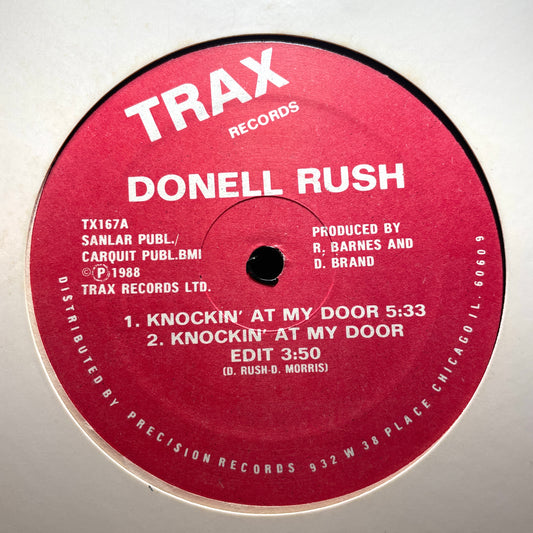 TRAX
RECORDS
DONELL RUSH
TX167A
SANLAR PUBL./
CARQUIT PUBL.BMI
©℗1988
TRAX RECORDS LTD.
PRODUCED BY
R. BARNES AND
D. BRAND
1. KNOCKIN' AT MY DOOR 5:33
2. KNOCKIN' AT MY DOOR
EDIT 3:50
(D. RUSH-D. MORRIS)
DISTRIBUTED BY PRECISION RECORDS 932 W 38 PLACE CHICAGO IL. 60609